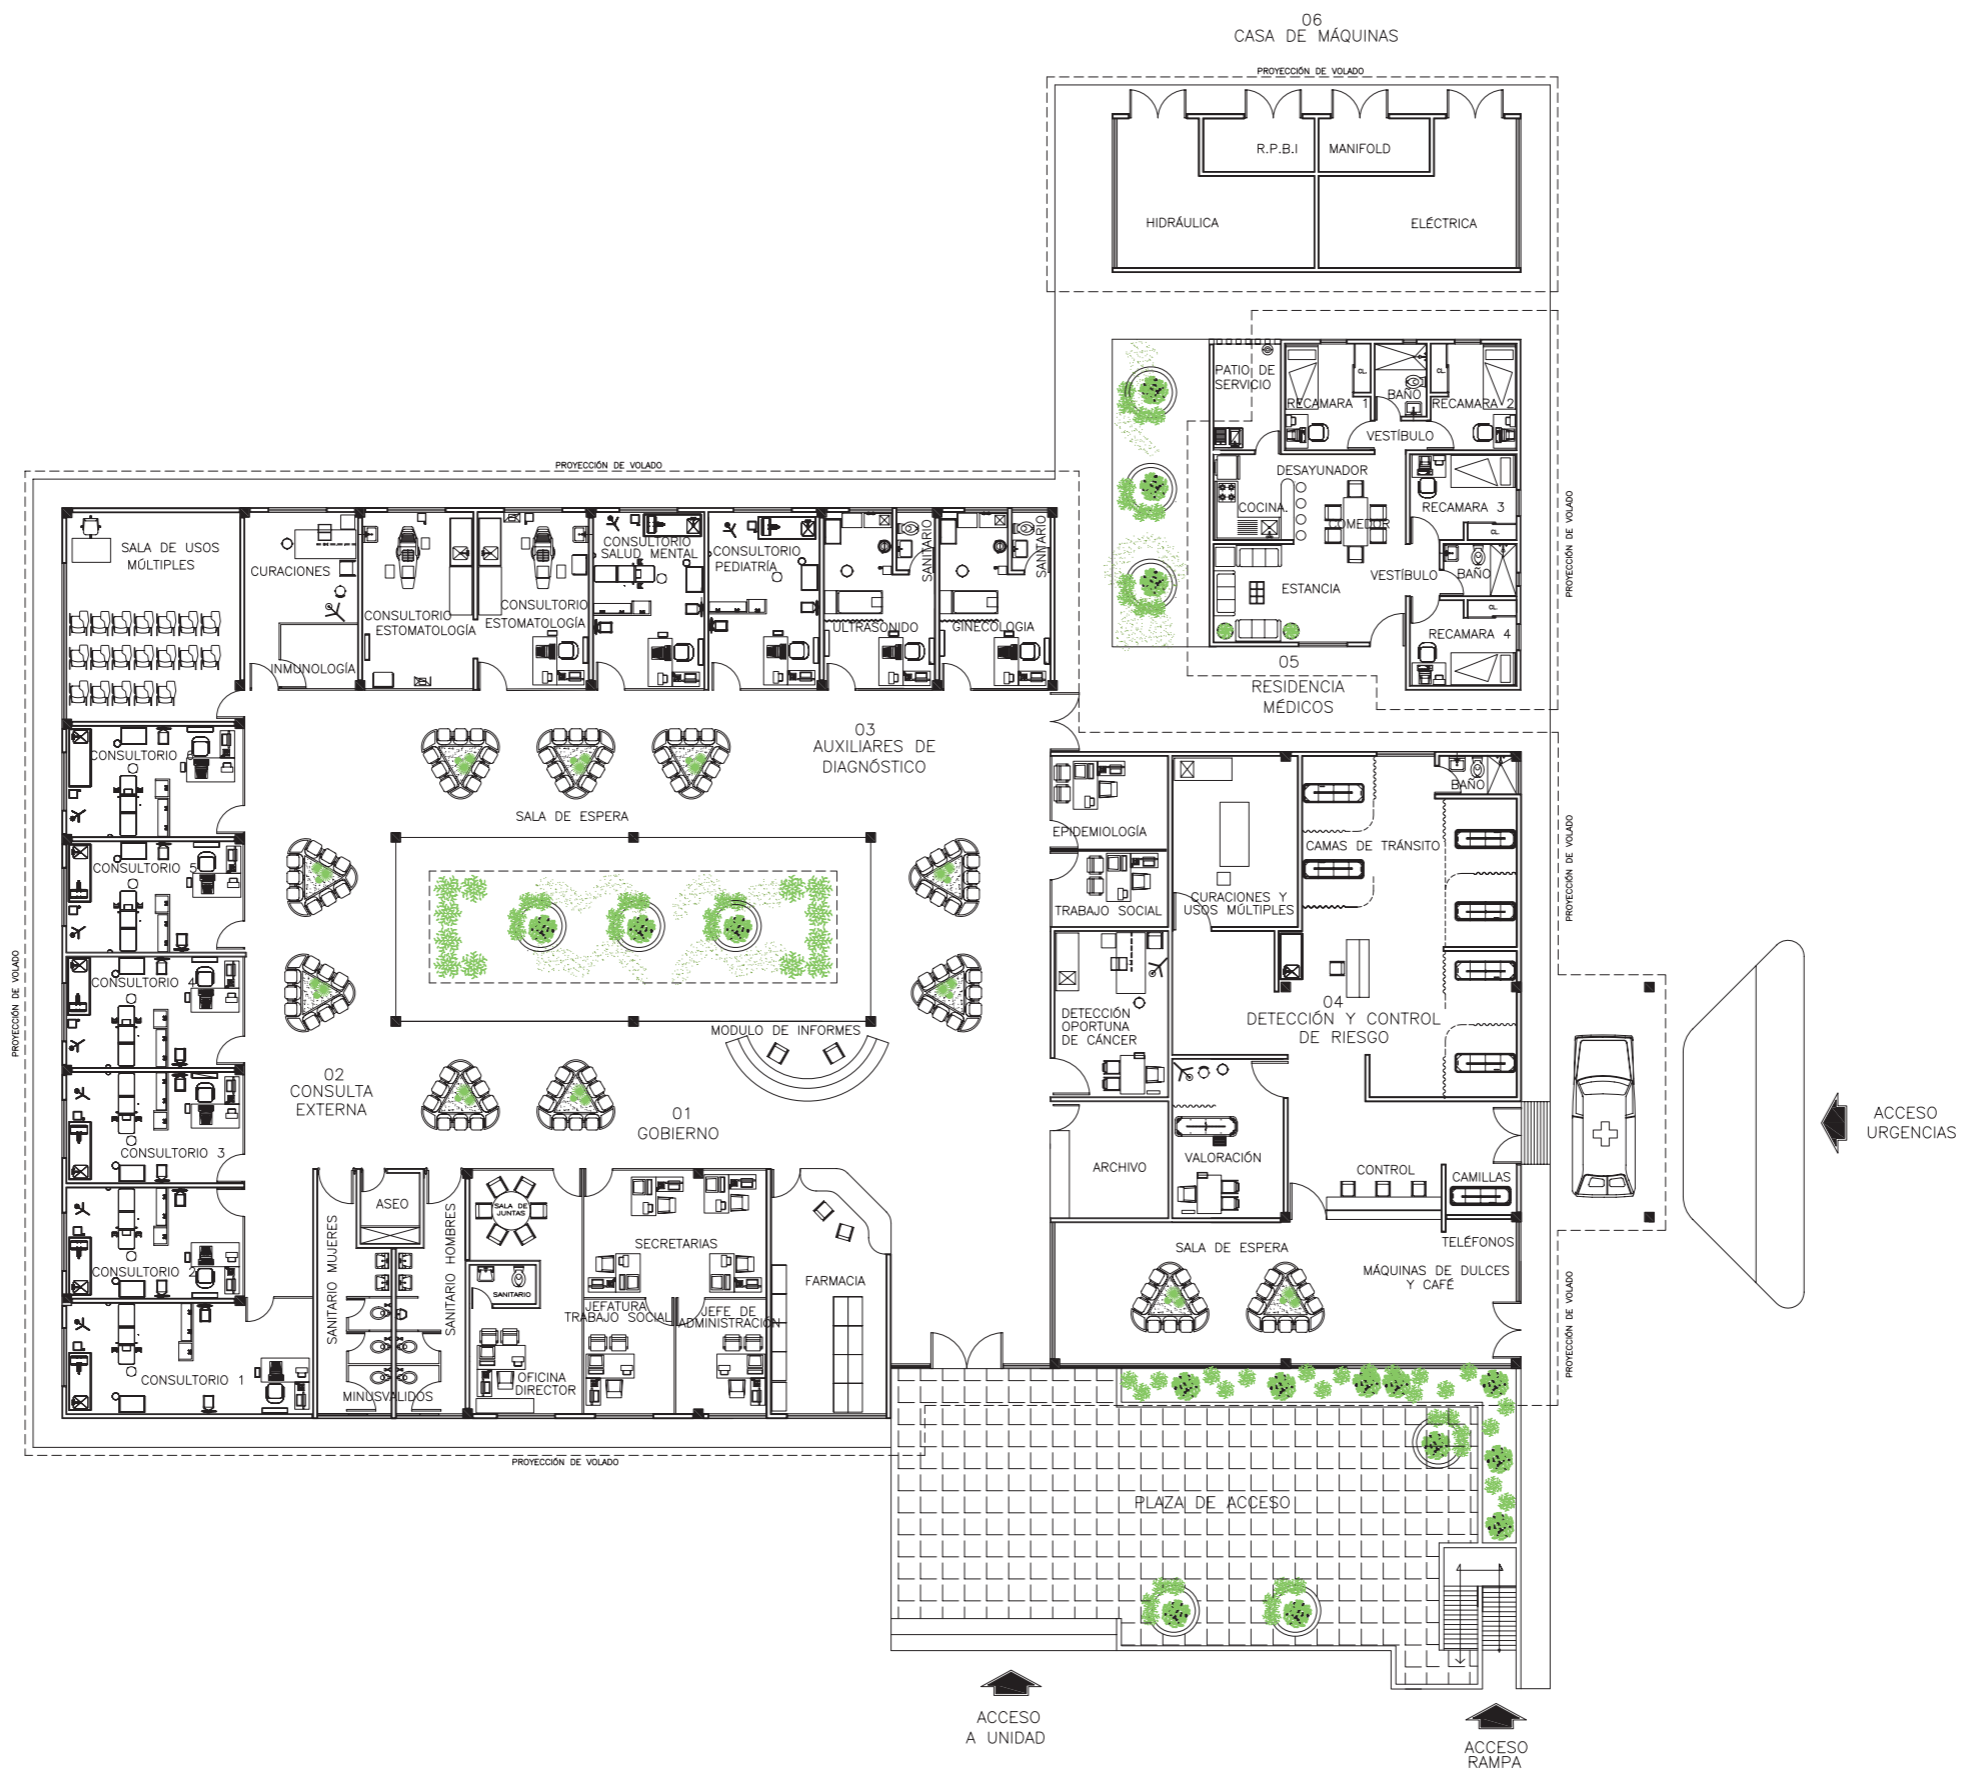 06
CASA DE MÁQUINAS
PROYECCIÓN DE VOLADO
R.P.B.I
MANIFOLD
HIDRÁULICA
ELÉCTRICA
PATIO DE
SERVICIO
RECAMARA 1
BAÑO
RECAMARA 2
VESTÍBULO
DESAYUNADOR
COCINA.
COMEDOR
RECAMARA 3
VESTÍBULO
BAÑO
ESTANCIA
RECAMARA 4
05
RESIDENCIA
MÉDICOS
PROYECCIÓN DE VOLADO
PROYECCIÓN DE VOLADO
SALA DE USOS
MÚLTIPLES
CURACIONES
INMUNOLOGÍA
CONSULTORIO
ESTOMATOLOGÍA
CONSULTORIO
ESTOMATOLOGÍA
CONSULTORIO
SALUD MENTAL
CONSULTORIO
PEDIATRÍA
ULTRASONIDO
SANITARIO
GINECOLOGIA
SANITARIO
03
AUXILIARES DE
DIAGNÓSTICO
SALA DE ESPERA
CONSULTORIO 6
CONSULTORIO 5
CONSULTORIO 4
CONSULTORIO 3
CONSULTORIO 2
CONSULTORIO 1
PROYECCIÓN DE VOLADO
MODULO DE INFORMES
02
CONSULTA
EXTERNA
01
GOBIERNO
EPIDEMIOLOGÍA
TRABAJO SOCIAL
CURACIONES Y
USOS MÚLTIPLES
CAMAS DE TRÁNSITO
BAÑO
PROYECCIÓN DE VOLADO
DETECCIÓN
OPORTUNA
DE CÁNCER
04
DETECCIÓN Y CONTROL
DE RIESGO
ARCHIVO
VALORACIÓN
CONTROL
CAMILLAS
TELÉFONOS
SALA DE ESPERA
MÁQUINAS DE DULCES
Y CAFÉ
PROYECCIÓN DE VOLADO
ACCESO
URGENCIAS
SANITARIO MUJERES
ASEO
SANITARIO HOMBRES
MINUSVALIDOS
SALA DE
JUNTAS
SANITARIO
OFICINA
DIRECTOR
SECRETARIAS
JEFATURA
TRABAJO SOCIAL
JEFE DE
ADMINISTRACIÓN
FARMACIA
PROYECCIÓN DE VOLADO
PLAZA DE ACCESO
ACCESO
A UNIDAD
ACCESO
RAMPA
P
P
P
P